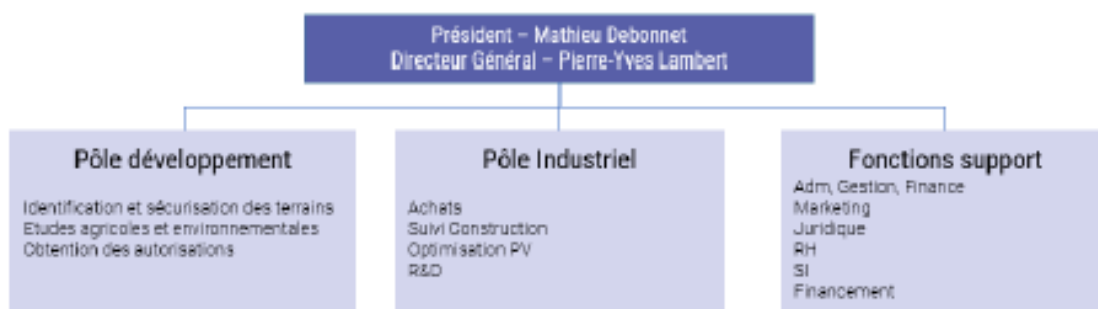 Président – Mathieu Debonnet
Directeur Général – Pierre-Yves Lambert
Pôle développement
Identification et sécurisation des terrains
Etudes agricoles et environnementales
Obtention des autorisations
Pôle Industriel
Achats
Suivi Construction
Optimisation PV
R&D
Fonctions support
Adm, Gestion, Finance
Marketing
Juridique
RH
SI
Financement